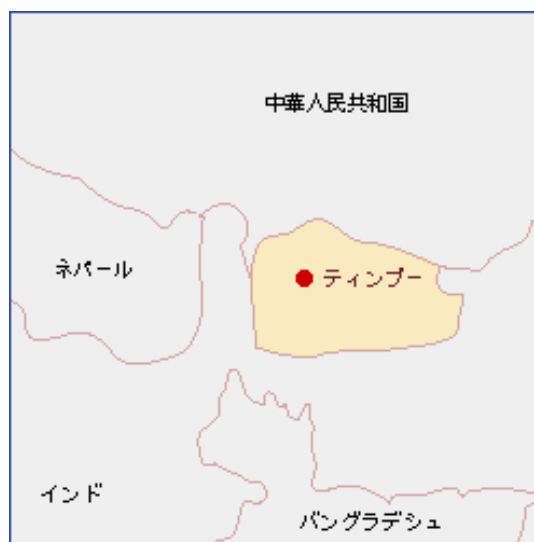 中華人民共和国
ネパール
ティンプー
インド
バングラデシュ